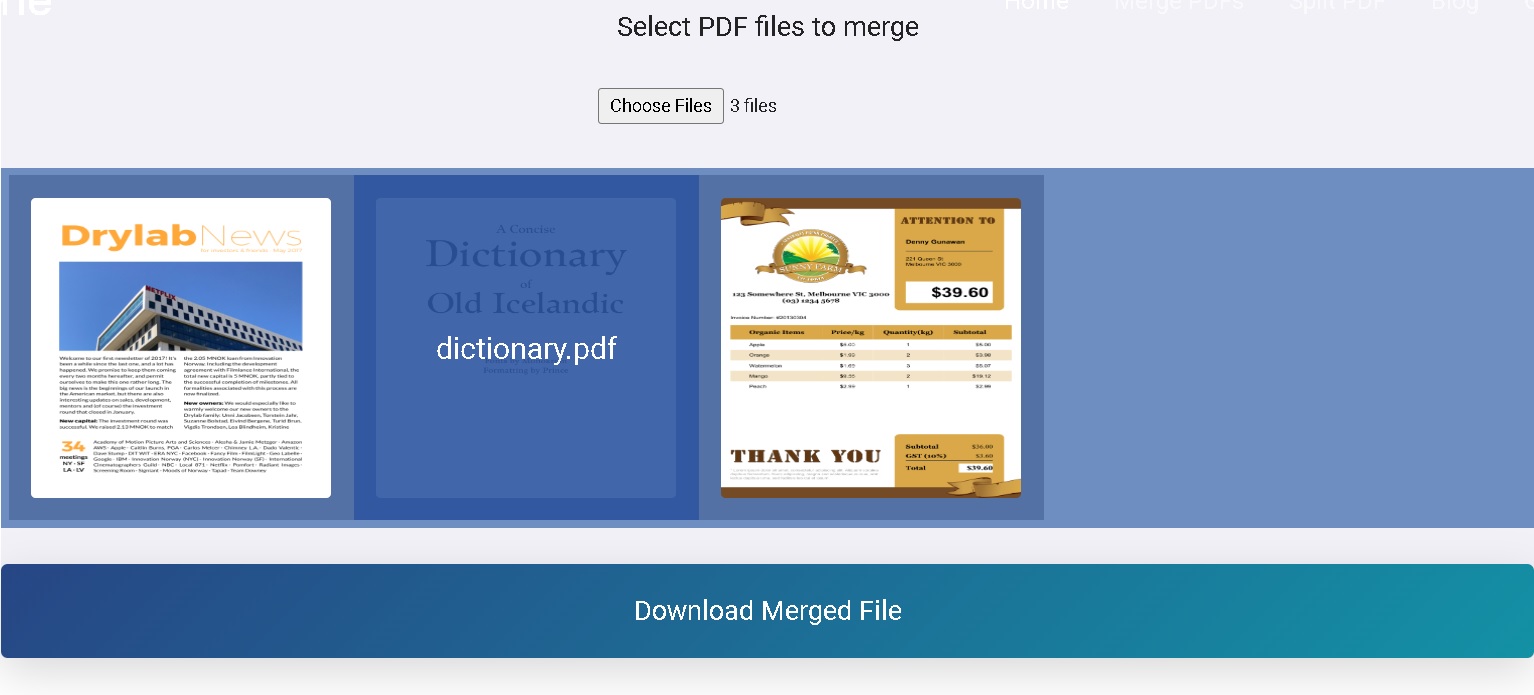 Home Merge PDFs Split PDF Blog
Select PDF files to merge
Choose Files 3 files
DrylabNews
for investors & friends · May 2017
NETFLIX
Welcome to our first newsletter of 2017! It's
been a while since the last one, and a lot has
happened. We promise to keep them coming
every two months hereafter, and permit
ourselves to make this one rather long. The
big news is the beginnings of our launch in
the American market, but there are also
interesting updates on sales, development,
mentors and (of course) the investment
round that closed in January.
New capital: The investment round was
successful. We raised 2.13 MNOK to match
the 2.05 MNOK loan from Innovation
Norway. Including the development
agreement with Filmlance International, the
total new capital is 5 MNOK, partly tied to
the successful completion of milestones. All
formalities associated with this process are
now finalized.
New owners: We would especially like to
warmly welcome our new owners to the
Drylab family: Unni Jacobsen, Torstein Jahr,
Suzanne Bolstad, Eivind Bergene, Turid Brun,
Vigdis Trondsen, Lea Blindheim, Kristine
34
meetings
NY · SF
LA · LV
Academy of Motion Picture Arts and Sciences · Alesha & Jamie Metzger · Amazon
AWS · Apple · Caitlin Burns, PGA · Carlos Melcer · Chimney L.A. · Dado Valentic ·
Dave Stump · DIT WIT · ERA NYC · Facebook · Fancy Film · FilmLight · Geo Labelle ·
Google · IBM · Innovation Norway (NYC) · Innovation Norway (SF) · International
Cinematographers Guild · NBC · Local 871 · Netflix · Pomfort · Radiant Images ·
Screening Room · Signiant · Moods of Norway · Tapad · Team Downey
A Concise
Dictionary
of
Old Icelandic
dictionary.pdf
SUNNY FARM
VICTORIA
123 Somewhere St, Melbourne VIC 3000
(03) 1234 5678
ATTENTION TO
Denny Gunawan
221 Queen St
Melbourne VIC 3000
$39.60
Invoice Number: #20130304
Organic Items Price/kg Quantity(kg) Subtotal
Apple $5.00 1 $5.00
Orange $1.99 2 $3.98
Watermelon $1.69 3 $5.07
Mango $9.56 2 $19.12
Peach $2.99 1 $2.99
THANK YOU
Subtotal $36.00
GST (10%) $3.60
Total $39.60
Download Merged File